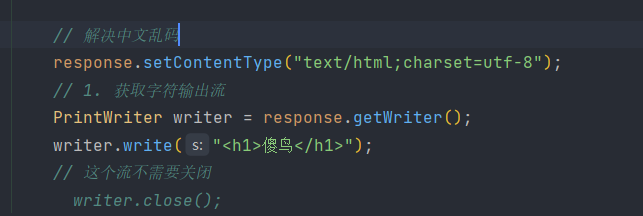 // 解决中文乱码
response.setContentType("text/html;charset=utf-8");
// 1. 获取字符输出流
PrintWriter writer = response.getWriter();
writer.write( s: "<h1>傻鸟</h1>");
// 这个流不需要关闭
writer.close();